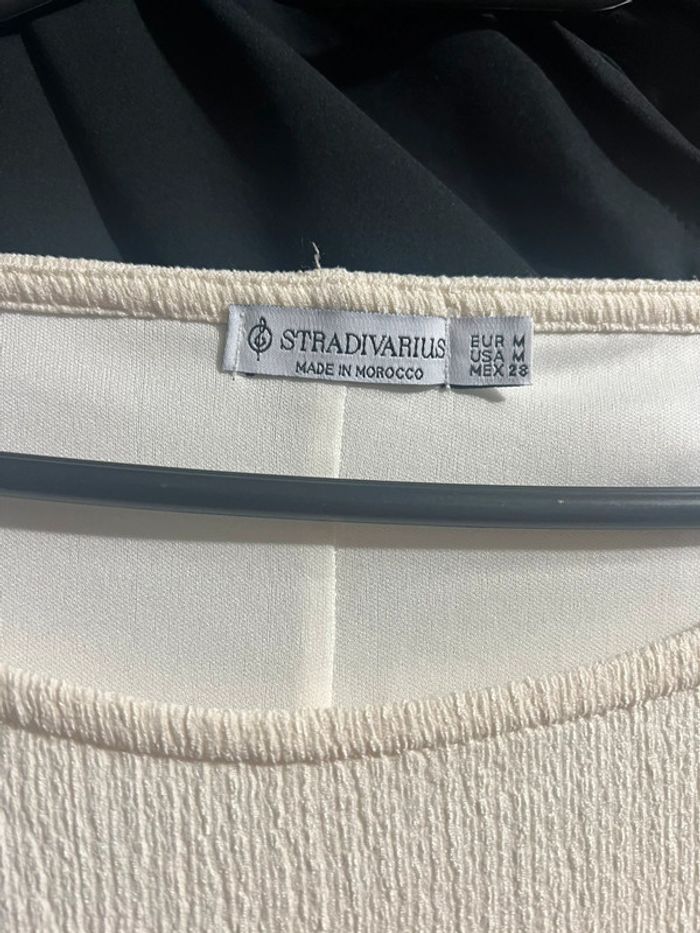 STRADIVARIUS
MADE IN MOROCCO
EUR M
USA M
MEX 28